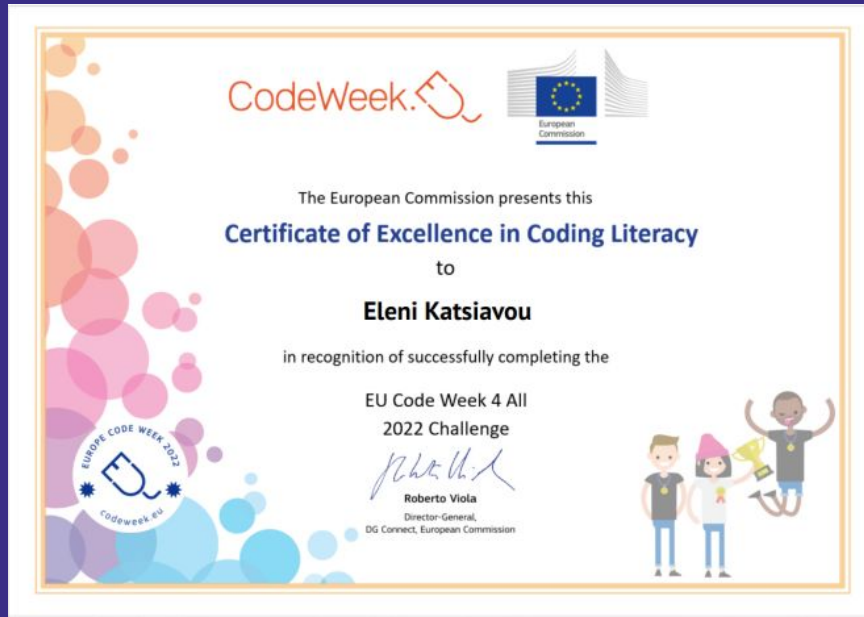 CodeWeek.
European
Commission
The European Commission presents this
Certificate of Excellence in Coding Literacy
to
Eleni Katsiavou
in recognition of successfully completing the
EU Code Week 4 All
2022 Challenge
Roberto Viola
Director-General,
DG Connect, European Commission
EUROPE CODE WEEK 2022
codeweek.eu